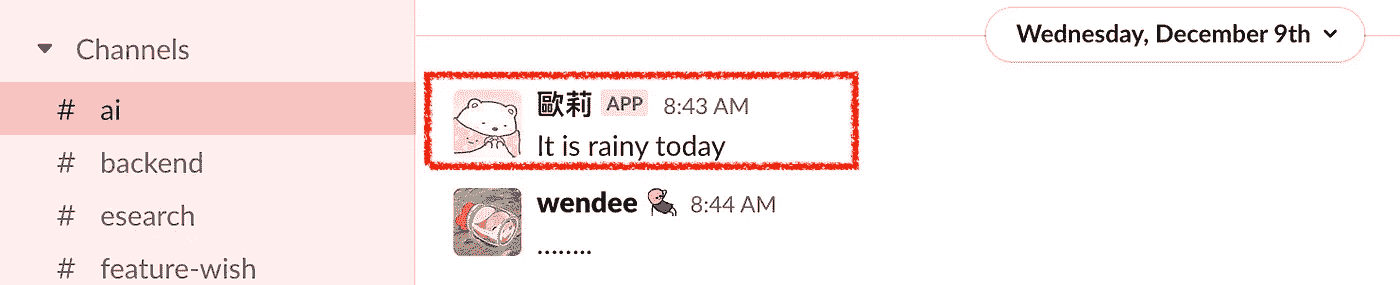 Channels
# ai
# backend
# esearch
# feature-wish
Wednesday, December 9th
歐莉 APP 8:43 AM
It is rainy today
wendee 8:44 AM
........